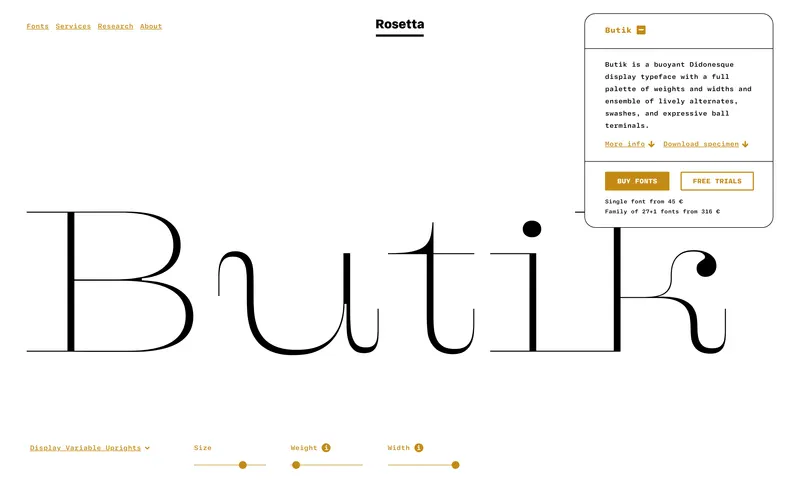 Fonts Services Research About
Rosetta
Butik
Butik is a buoyant Didonesque
display typeface with a full
palette of weights and widths and
ensemble of lively alternates,
swashes, and expressive ball
terminals.
More info Download specimen
BUY FONTS FREE TRIALS
Single font from 45 €
Family of 27+1 fonts from 316 €
Butik
Display Variable Uprights Size Weight i Width i